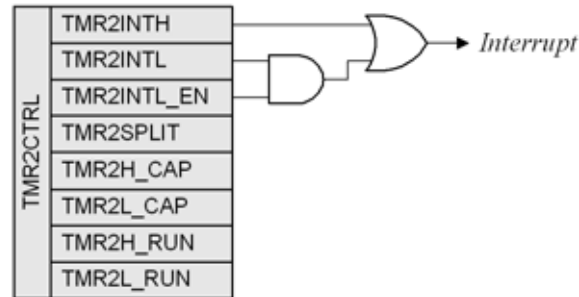 TMR2CTRL
TMR2INTH
TMR2INTL
TMR2INTL_EN
TMR2SPLIT
TMR2H_CAP
TMR2L_CAP
TMR2H_RUN
TMR2L_RUN
Interrupt